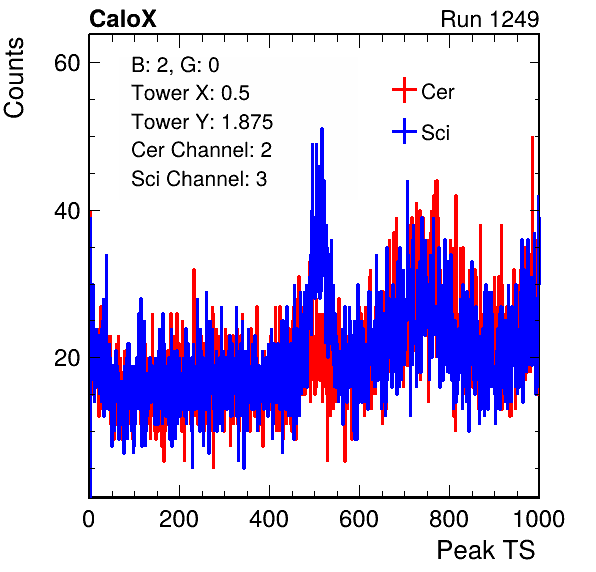 CaloX Run 1249
Counts
60
40
20
B: 2, G: 0
Tower X: 0.5
Tower Y: 1.875
Cer Channel: 2
Sci Channel: 3
Cer
Sci
0 200 400 600 800 1000
Peak TS